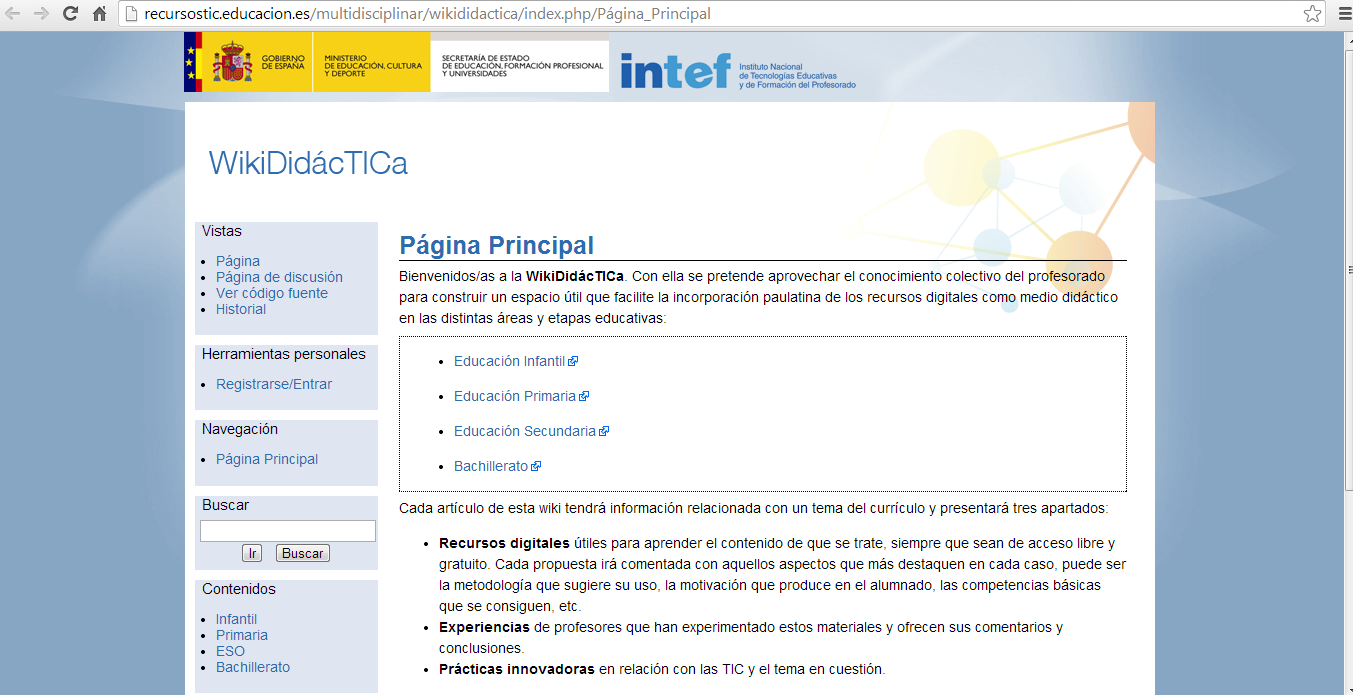 recursostic.educacion.es/multidisciplinar/wikididactica/index.php/Página_Principal
GOBIERNO
DE ESPAÑA
MINISTERIO
DE EDUCACIÓN, CULTURA
Y DEPORTE
SECRETARÍA DE ESTADO
DE EDUCACIÓN, FORMACIÓN PROFESIONAL
Y UNIVERSIDADES
intef
Instituto Nacional
de Tecnologías Educativas
y de Formación del Profesorado
WikiDidácTICa
Vistas
Página
Página de discusión
Ver código fuente
Historial
Herramientas personales
Registrarse/Entrar
Navegación
Página Principal
Buscar
Ir Buscar
Contenidos
Infantil
Primaria
ESO
Bachillerato
Página Principal
Bienvenidos/as a la WikiDidácTICa. Con ella se pretende aprovechar el conocimiento colectivo del profesorado
para construir un espacio útil que facilite la incorporación paulatina de los recursos digitales como medio didáctico
en las distintas áreas y etapas educativas:
Educación Infantil
Educación Primaria
Educación Secundaria
Bachillerato
Cada artículo de esta wiki tendrá información relacionada con un tema del currículo y presentará tres apartados:
Recursos digitales útiles para aprender el contenido de que se trate, siempre que sean de acceso libre y
gratuito. Cada propuesta irá comentada con aquellos aspectos que más destaquen en cada caso, puede ser
la metodología que sugiere su uso, la motivación que produce en el alumnado, las competencias básicas
que se consiguen, etc.
Experiencias de profesores que han experimentado estos materiales y ofrecen sus comentarios y
conclusiones.
Prácticas innovadoras en relación con las TIC y el tema en cuestión.